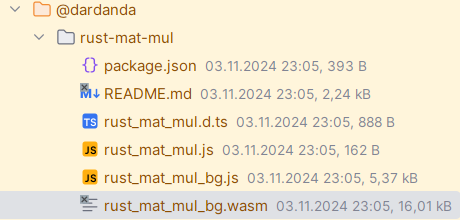 @dardanda
rust-mat-mul
{} package.json 03.11.2024 23:05, 393 B
M↓ README.md 03.11.2024 23:05, 2,24 kB
TS rust_mat_mul.d.ts 03.11.2024 23:05, 888 B
JS rust_mat_mul.js 03.11.2024 23:05, 162 B
JS rust_mat_mul_bg.js 03.11.2024 23:05, 5,37 kB
rust_mat_mul_bg.wasm 03.11.2024 23:05, 16,01 kB